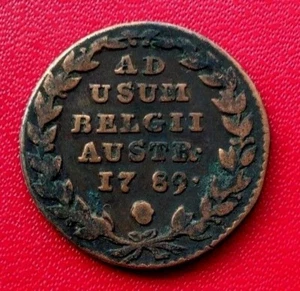 AD
USUM
BELGII
AUSTR:
1789·